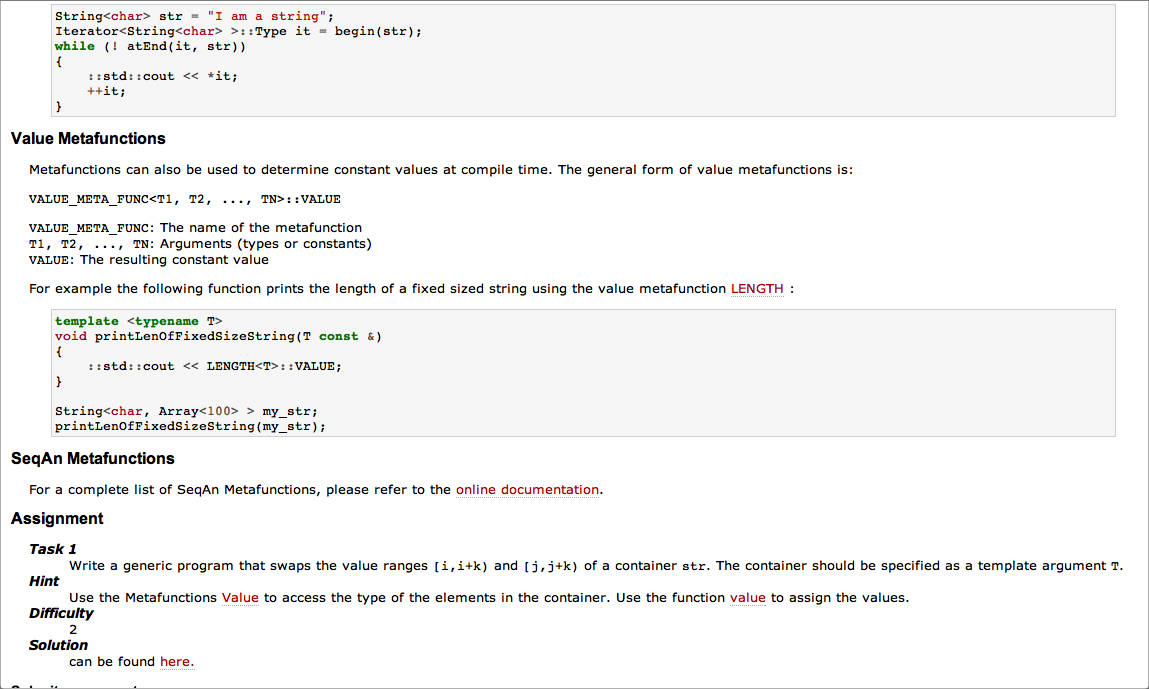 String<char> str = "I am a string";
Iterator<String<char> >::Type it = begin(str);
while (! atEnd(it, str))
{
    ::std::cout << *it;
    ++it;
}
Value Metafunctions
Metafunctions can also be used to determine constant values at compile time. The general form of value metafunctions is:
VALUE_META_FUNC<T1, T2, ..., TN>::VALUE
VALUE_META_FUNC: The name of the metafunction
T1, T2, ..., TN: Arguments (types or constants)
VALUE: The resulting constant value
For example the following function prints the length of a fixed sized string using the value metafunction LENGTH :
template <typename T>
void printLenOfFixedSizeString(T const &)
{
    ::std::cout << LENGTH<T>::VALUE;
}
String<char, Array<100> > my_str;
printLenOfFixedSizeString(my_str);
SeqAn Metafunctions
For a complete list of SeqAn Metafunctions, please refer to the online documentation.
Assignment
Task 1
Write a generic program that swaps the value ranges [i,i+k) and [j,j+k) of a container str. The container should be specified as a template argument T.
Hint
Use the Metafunctions Value to access the type of the elements in the container. Use the function value to assign the values.
Difficulty
2
Solution
can be found here.